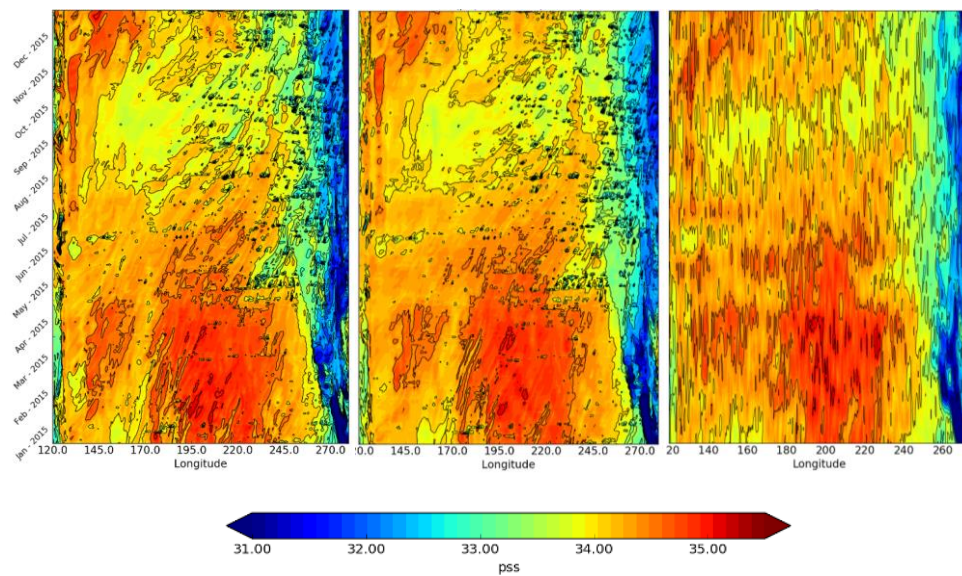 Dec - 2015
Nov - 2015
Oct - 2015
Sep - 2015
Aug - 2015
Jul - 2015
Jun - 2015
May - 2015
Apr - 2015
Mar - 2015
Feb - 2015
Jan - 2015
120.0 145.0 170.0 195.0 220.0 245.0 270.0
Longitude
20.0 145.0 170.0 195.0 220.0 245.0 270.0
Longitude
120 140 160 180 200 220 240 260
Longitude
31.00 32.00 33.00 34.00 35.00
pss